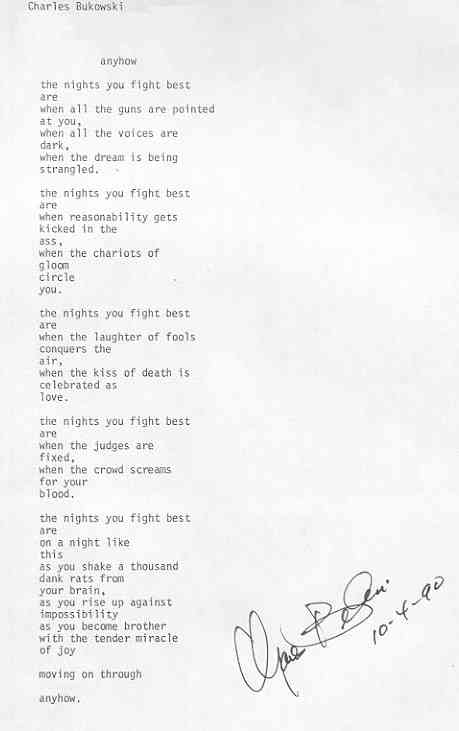 Charles Bukowski
anyhow
the nights you fight best
are
when all the guns are pointed
at you,
when all the voices are
dark,
when the dream is being
strangled.
the nights you fight best
are
when reasonability gets
kicked in the
ass,
when the chariots of
gloom
circle
you.
the nights you fight best
are
when the laughter of fools
conquers the
air,
when the kiss of death is
celebrated as
love.
the nights you fight best
are
when the judges are
fixed,
when the crowd screams
for your
blood.
the nights you fight best
are
on a night like
this
as you shake a thousand
dank rats from
your brain,
as you rise up against
impossibility
as you become brother
with the tender miracle
of joy
moving on through
anyhow.
10-4-90